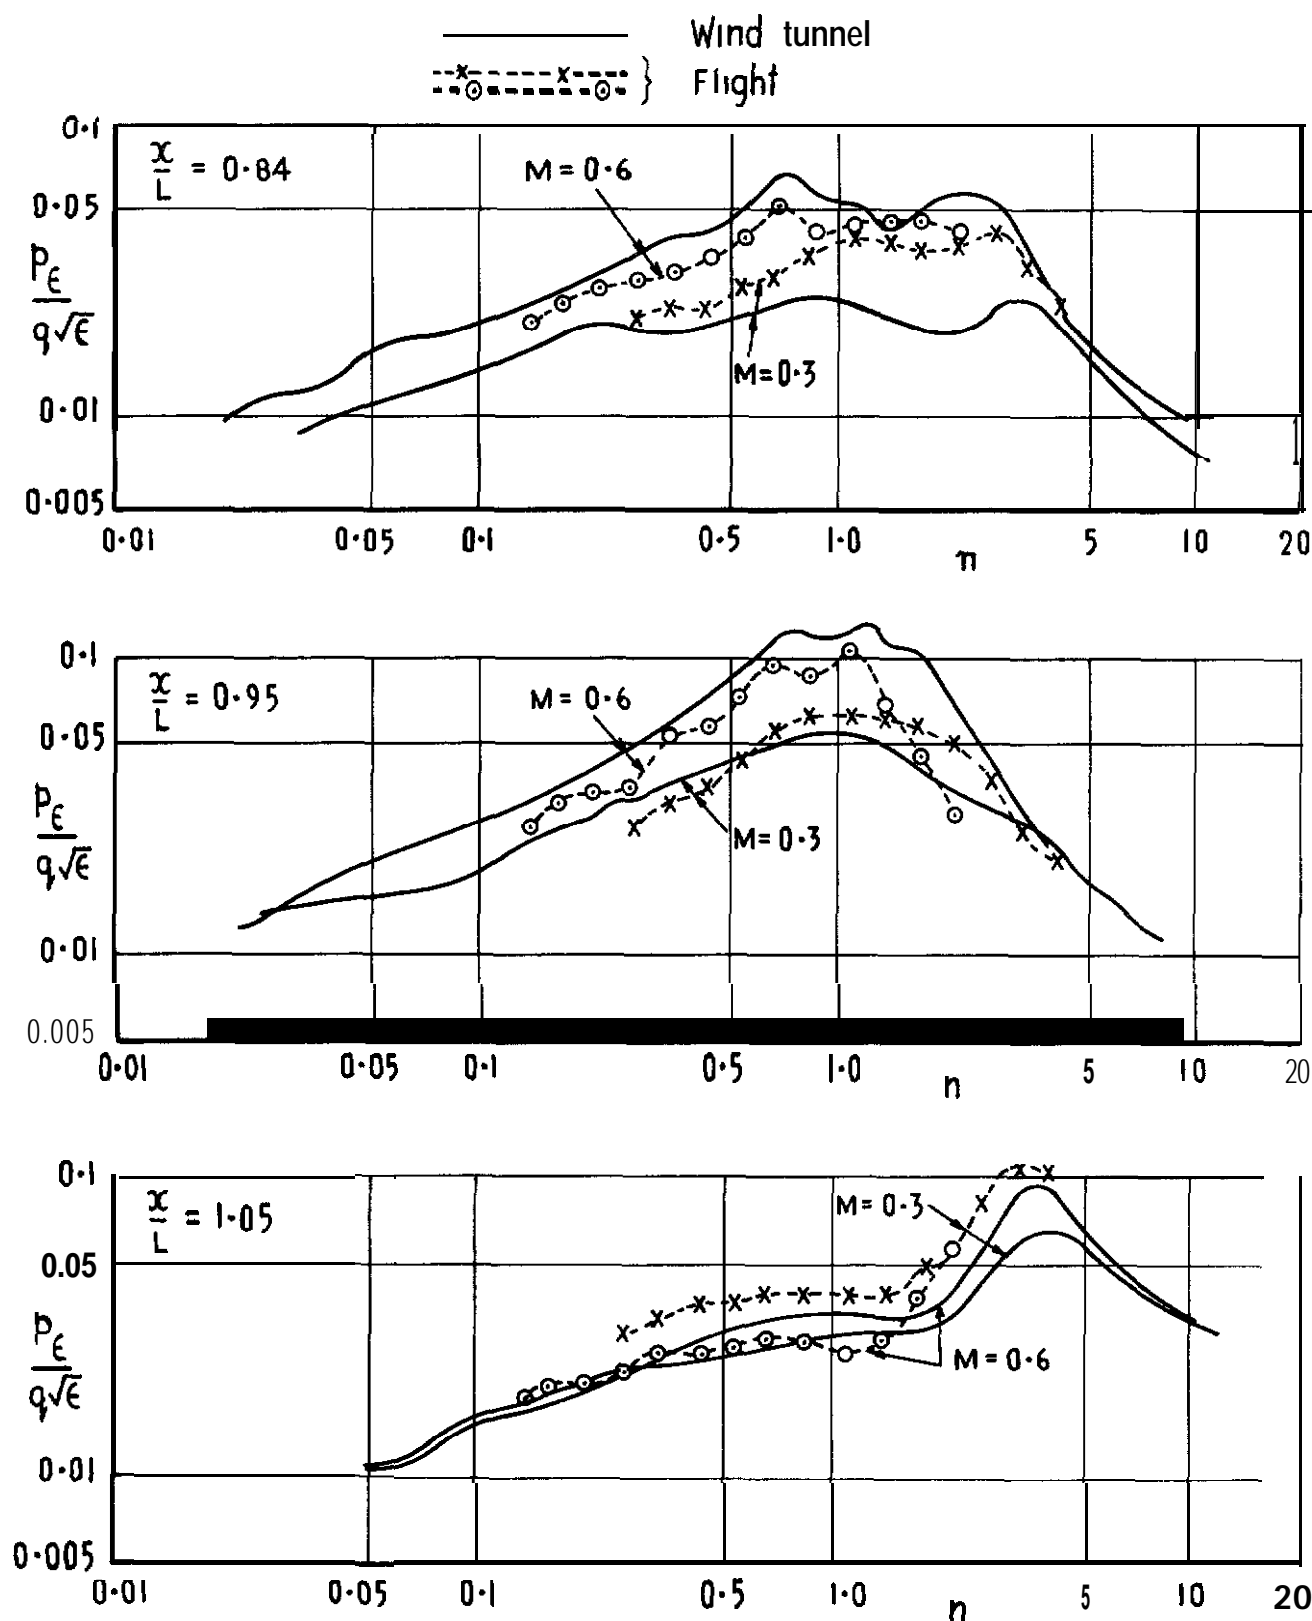 Wind tunnel
Flight
0.1
x/L = 0.84
M = 0.6
0.05
pϵ/q√ϵ
M = 0.3
0.01
0.005
0.01 0.05 0.1 0.5 1.0 5 10 20
n
0.1
x/L = 0.95
M = 0.6
0.05
pϵ/q√ϵ
M = 0.3
0.01
0.005
0.01 0.05 0.1 0.5 1.0 5 10 20
n
0.1
x/L = 1.05
M = 0.3
0.05
pϵ/q√ϵ
M = 0.6
0.01
0.005
0.01 0.05 0.1 0.5 1.0 5 10 20
n